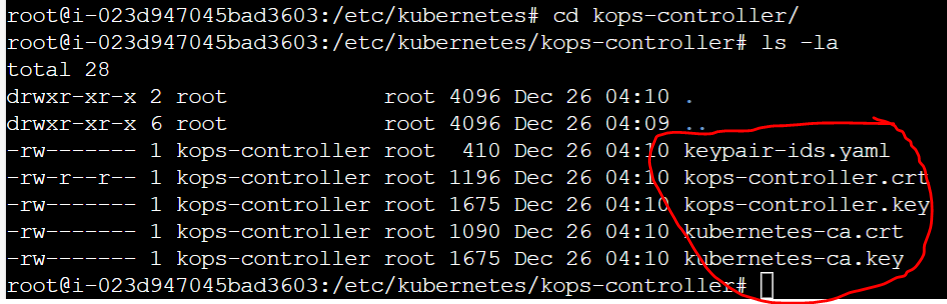 root@i-023d947045bad3603:/etc/kubernetes# cd kops-controller/
root@i-023d947045bad3603:/etc/kubernetes/kops-controller# ls -la
total 28
drwxr-xr-x 2 root            root 4096 Dec 26 04:10 .
drwxr-xr-x 6 root            root 4096 Dec 26 04:09 ..
-rw------- 1 kops-controller root  410 Dec 26 04:10 keypair-ids.yaml
-rw-r--r-- 1 kops-controller root 1196 Dec 26 04:10 kops-controller.crt
-rw------- 1 kops-controller root 1675 Dec 26 04:10 kops-controller.key
-rw------- 1 kops-controller root 1090 Dec 26 04:10 kubernetes-ca.crt
-rw------- 1 kops-controller root 1675 Dec 26 04:10 kubernetes-ca.key
root@i-023d947045bad3603:/etc/kubernetes/kops-controller#